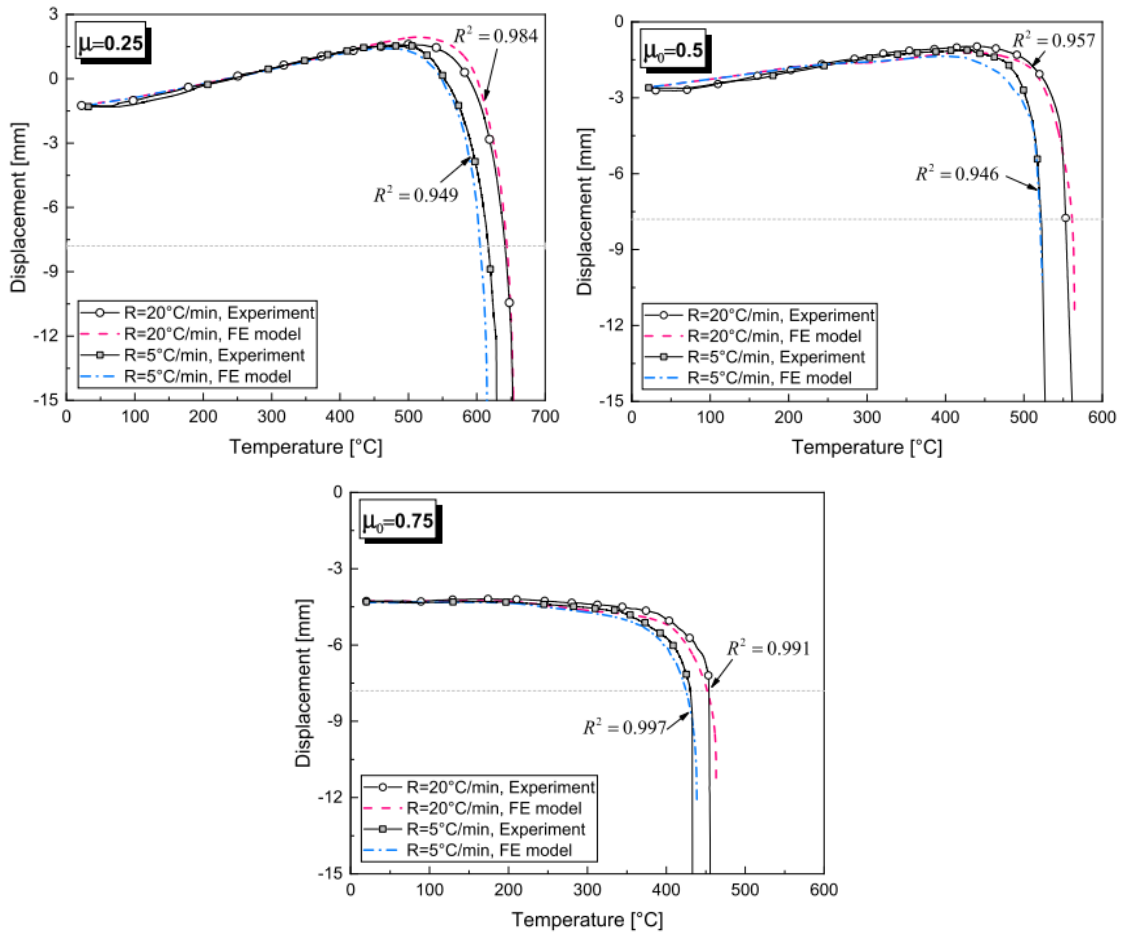 μ=0.25
R² = 0.984
R² = 0.949
3
0
-3
-6
-9
-12
-15
Displacement [mm]
R=20°C/min, Experiment
R=20°C/min, FE model
R=5°C/min, Experiment
R=5°C/min, FE model
0 100 200 300 400 500 600 700
Temperature [°C]
μ₀=0.5
R² = 0.957
R² = 0.946
0
-3
-6
-9
-12
-15
Displacement [mm]
R=20°C/min, Experiment
R=20°C/min, FE model
R=5°C/min, Experiment
R=5°C/min, FE model
0 100 200 300 400 500 600
Temperature [°C]
μ₀=0.75
R² = 0.991
R² = 0.997
0
-3
-6
-9
-12
-15
Displacement [mm]
R=20°C/min, Experiment
R=20°C/min, FE model
R=5°C/min, Experiment
R=5°C/min, FE model
0 100 200 300 400 500 600
Temperature [°C]